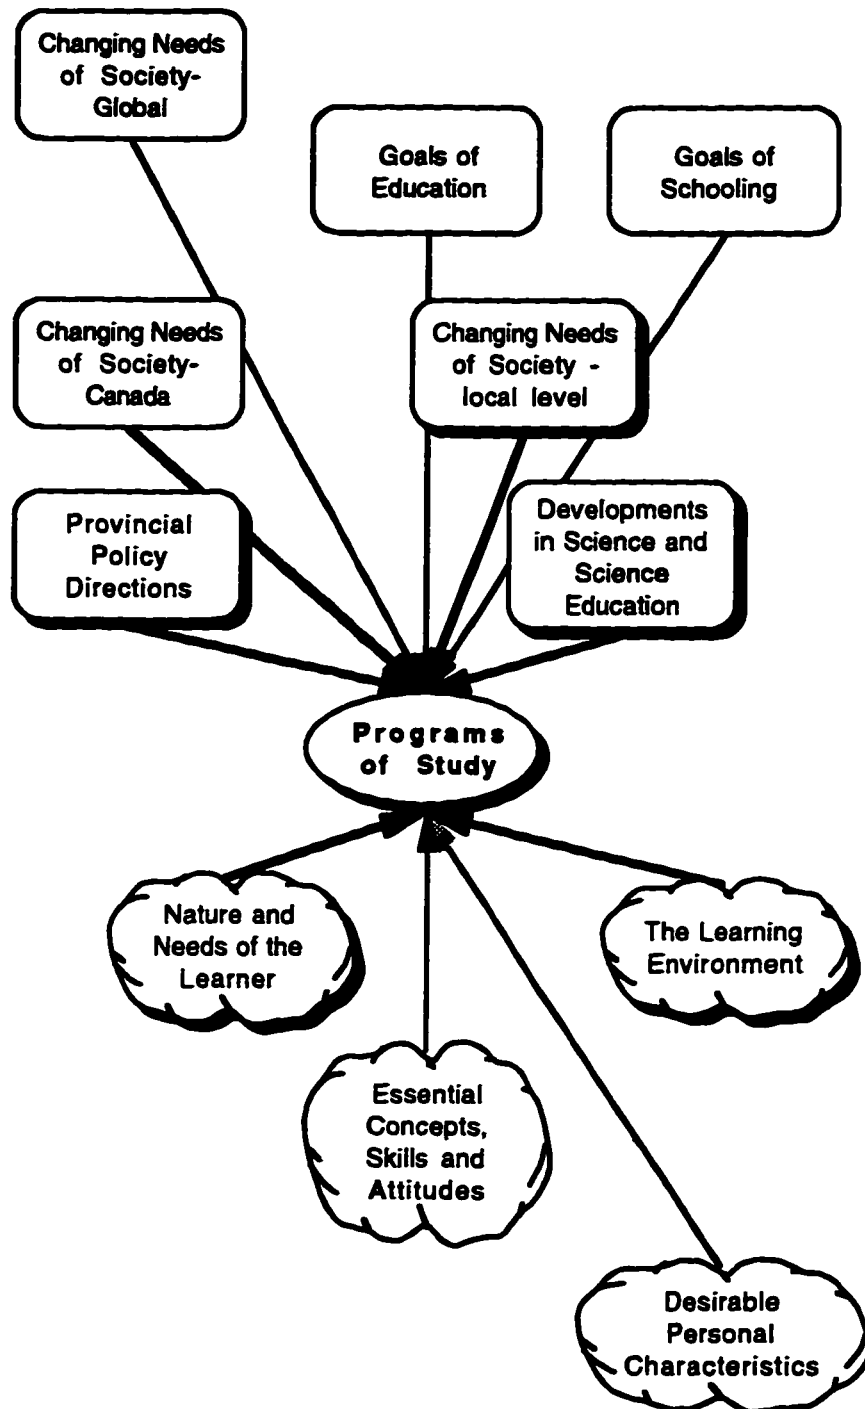 Changing Needs
of Society-
Global
Goals of
Education
Goals of
Schooling
Changing Needs
of Society-
Canada
Changing Needs
of Society -
local level
Provincial
Policy
Directions
Developments
in Science and
Science
Education
Programs
of Study
Nature and
Needs of the
Learner
The Learning
Environment
Essential
Concepts,
Skills and
Attitudes
Desirable
Personal
Characteristics